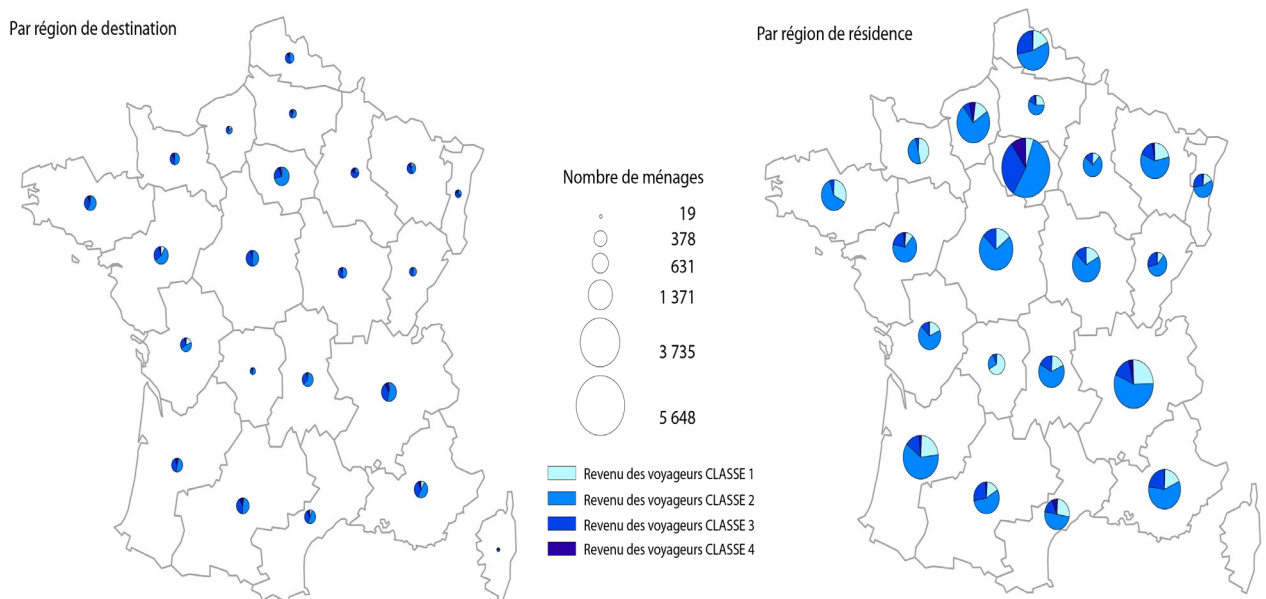 Par région de destination
Par région de résidence
Nombre de ménages
19
378
631
1 371
3 735
5 648
Revenu des voyageurs CLASSE 1
Revenu des voyageurs CLASSE 2
Revenu des voyageurs CLASSE 3
Revenu des voyageurs CLASSE 4